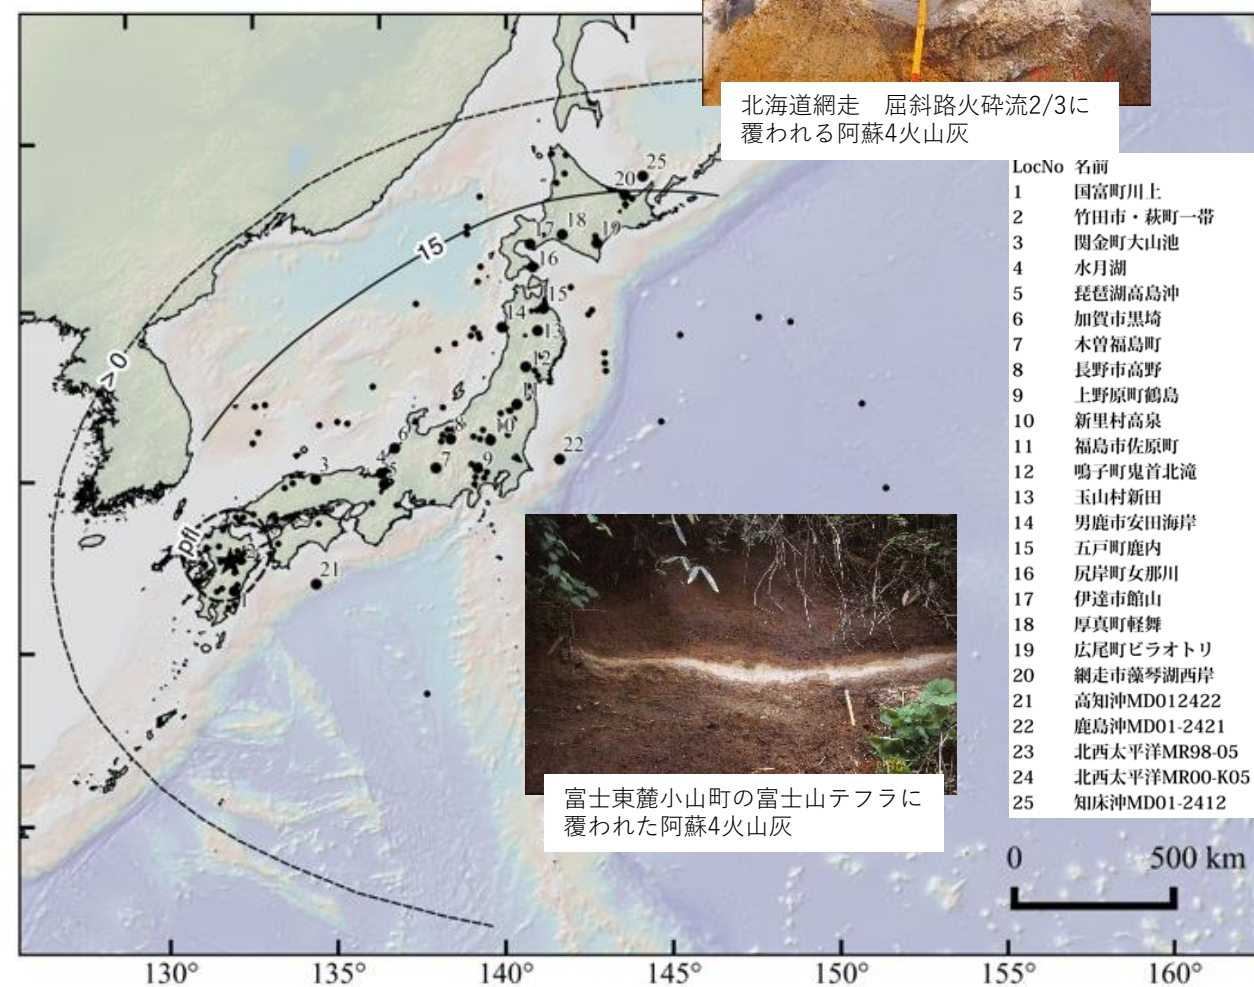 北海道網走 屈斜路火砕流2/3に
覆われる阿蘇4火山灰
LocNo 名前
1 国富町川上
2 竹田市・萩町一帯
3 関金町大山池
4 水月湖
5 琵琶湖高島沖
6 加賀市黒埼
7 木曽福島町
8 長野市高野
9 上野原町鶴島
10 新里村高泉
11 福島市佐原町
12 鳴子町鬼首北滝
13 玉山村新田
14 男鹿市安田海岸
15 五戸町鹿内
16 尻岸町女那川
17 伊達市館山
18 厚真町軽舞
19 広尾町ビラオトリ
20 網走市藻琴湖西岸
21 高知沖MD012422
22 鹿島沖MD01-2421
23 北西太平洋MR98-05
24 北西太平洋MR00-K05
25 知床沖MD01-2412
25
20
15
18
17
19
16
15
14
13
12
11
>0
10
8
6
22
4
5
3
7
9
pfl
2
21
1
富士東麓小山町の富士山テフラに
覆われた阿蘇4火山灰
0 500 km
130° 135° 140° 145° 150° 155° 160°